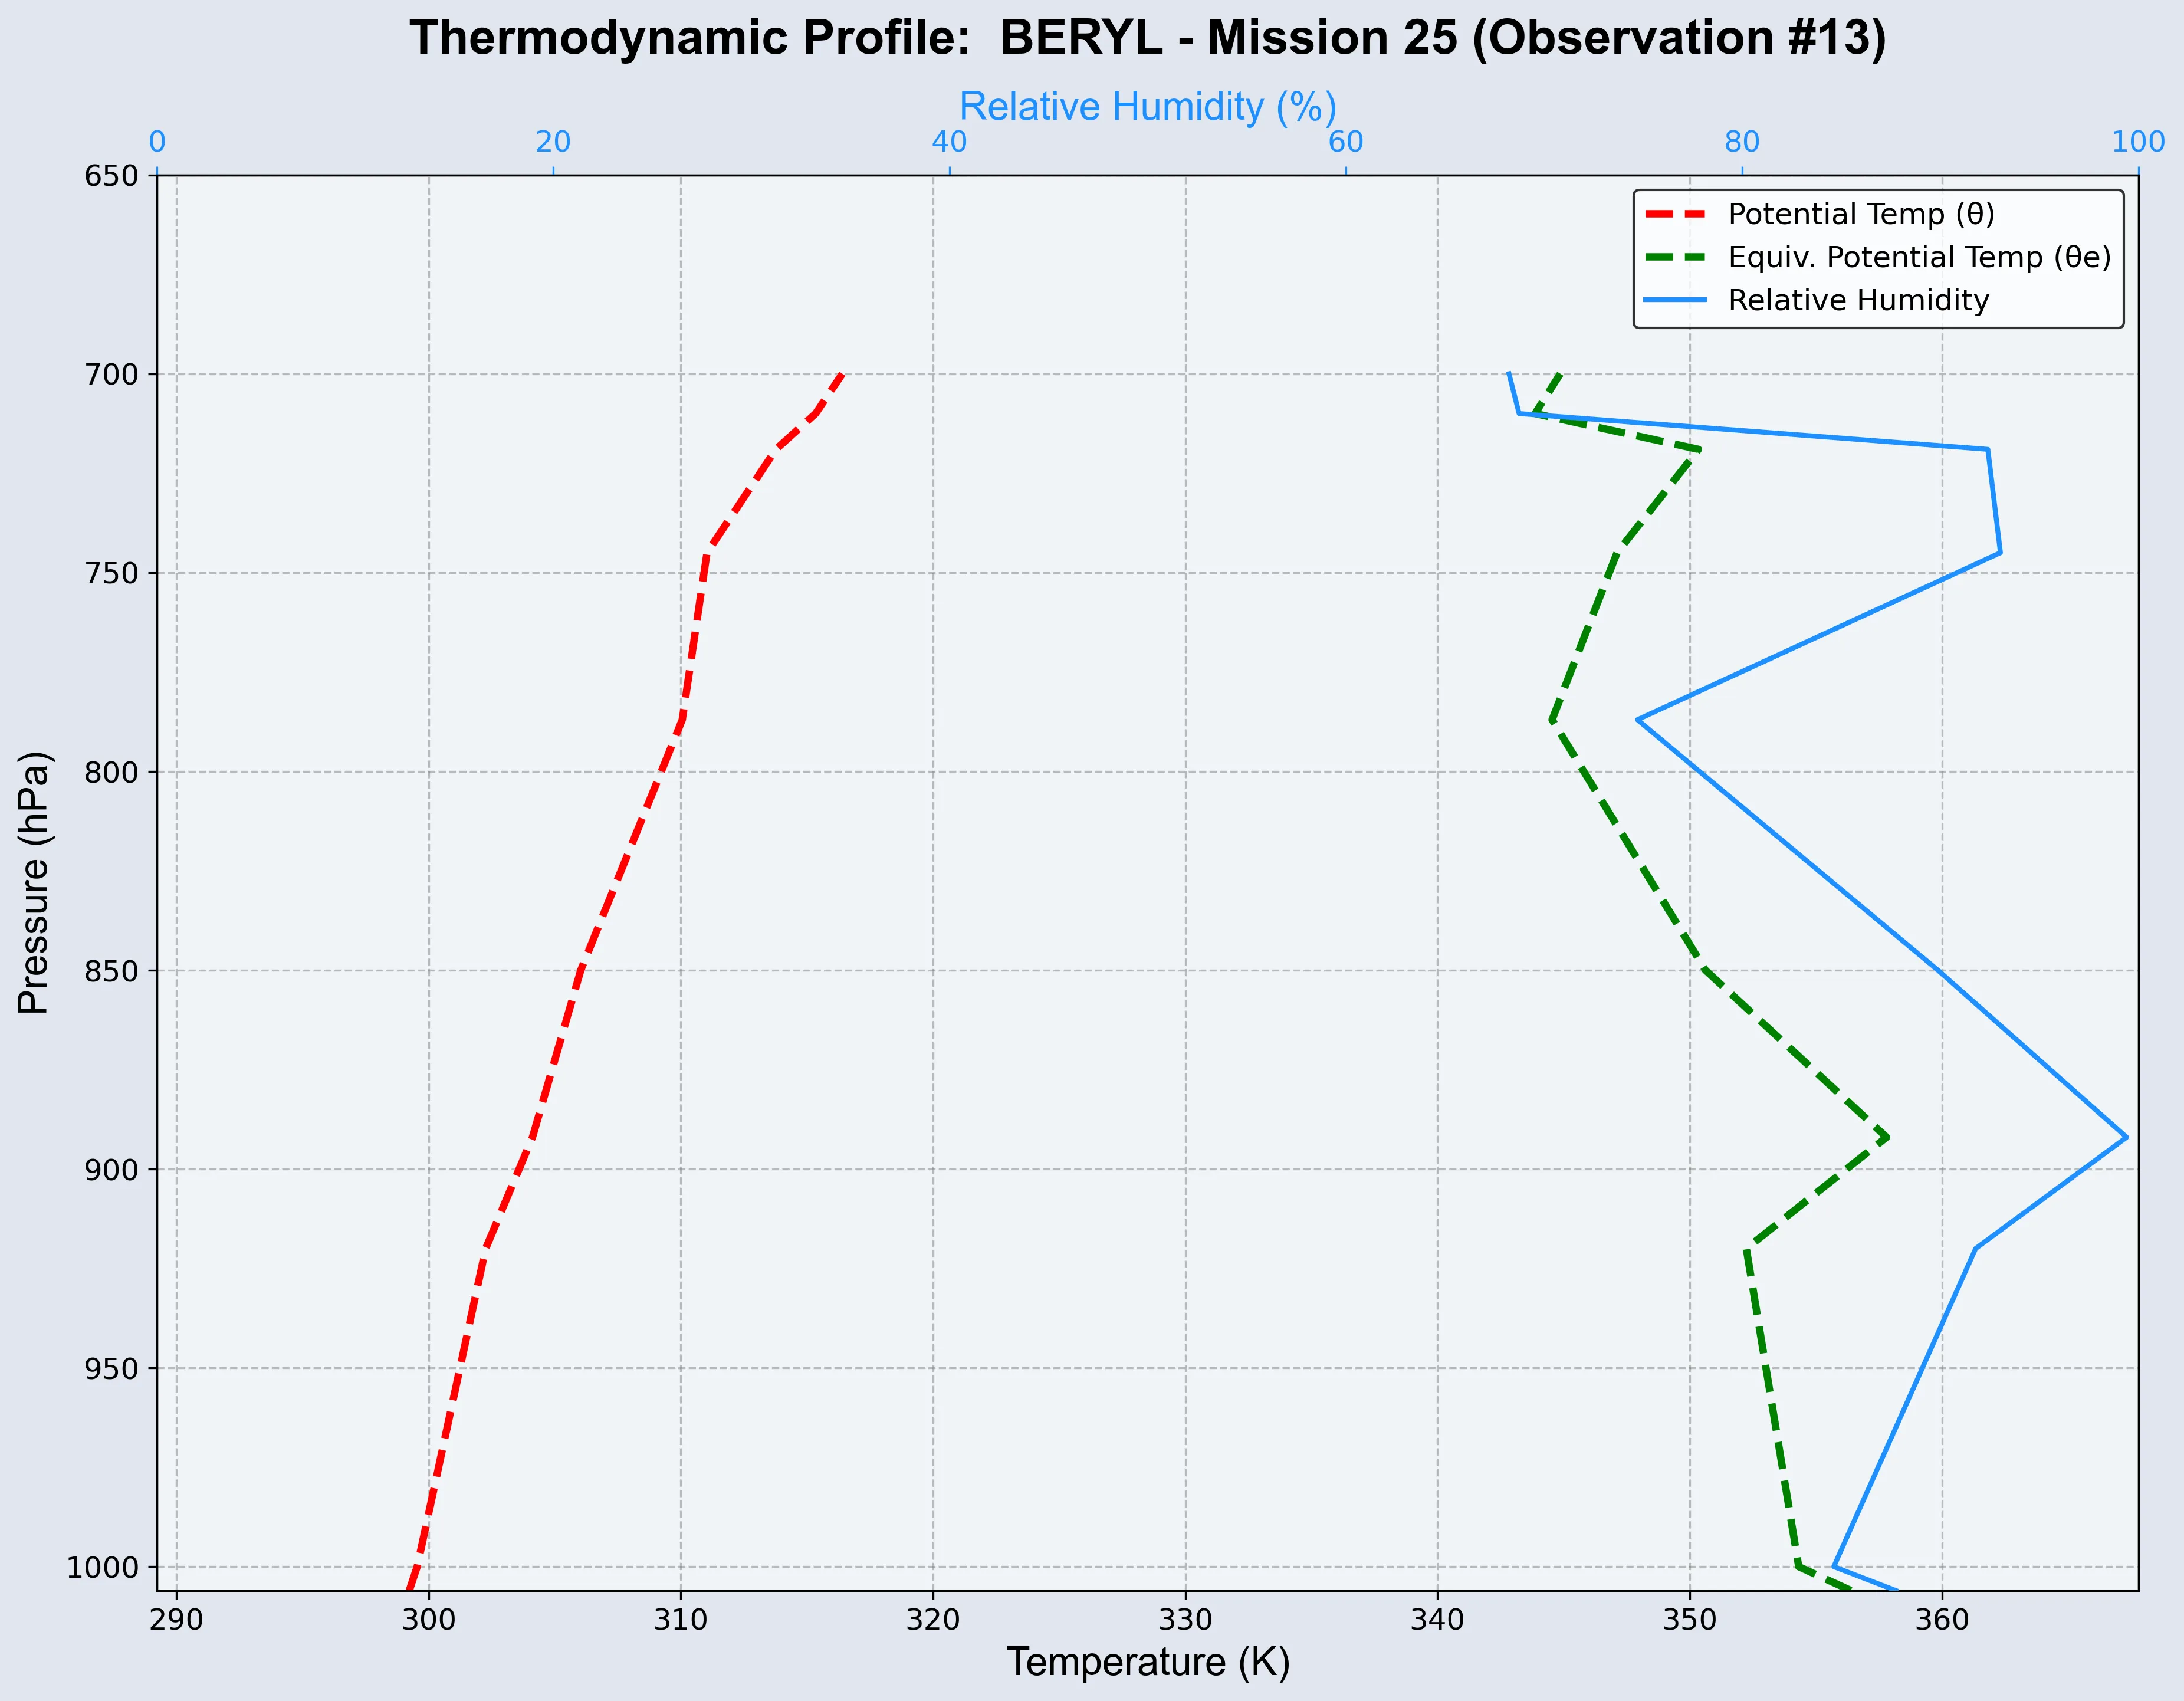 Thermodynamic Profile:  BERYL - Mission 25 (Observation #13)
Relative Humidity (%)
0 20 40 60 80 100
Potential Temp (θ)
Equiv. Potential Temp (θe)
Relative Humidity
Pressure (hPa)
650
700
750
800
850
900
950
1000
290 300 310 320 330 340 350 360
Temperature (K)